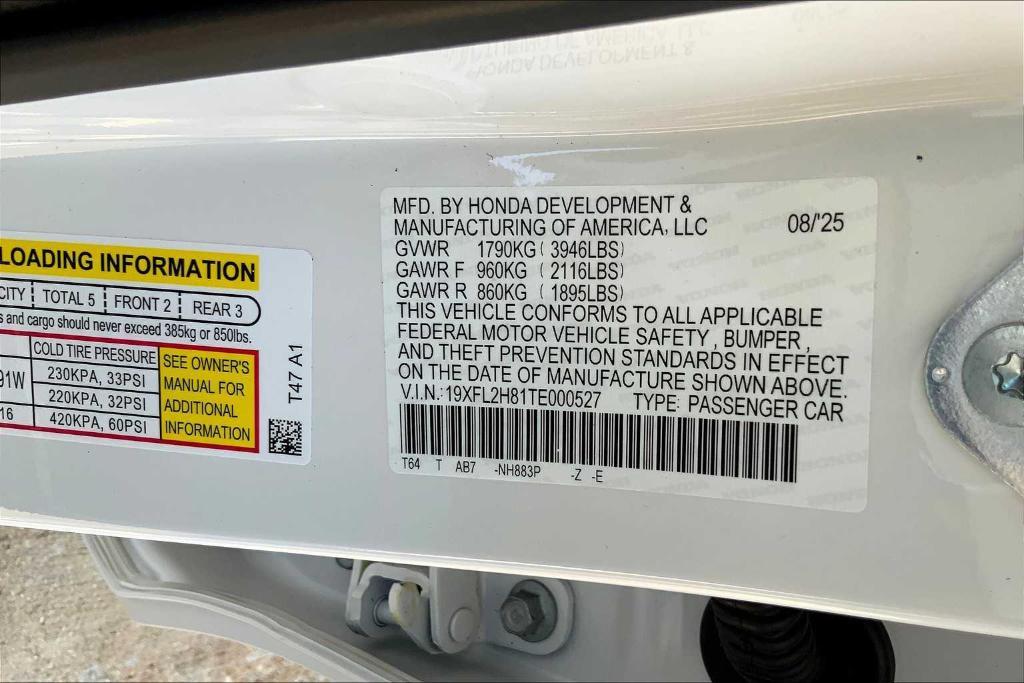 LOADING INFORMATION
CITY TOTAL 5 FRONT 2 REAR 3
s and cargo should never exceed 385kg or 850lbs.
COLD TIRE PRESSURE
91W 230KPA, 33PSI
220KPA, 32PSI
16 420KPA, 60PSI
SEE OWNER'S
MANUAL FOR
ADDITIONAL
INFORMATION
T47 A1
MFD. BY HONDA DEVELOPMENT &
MANUFACTURING OF AMERICA, LLC 08/'25
GVWR 1790KG ( 3946LBS)
GAWR F 960KG ( 2116LBS)
GAWR R 860KG ( 1895LBS)
THIS VEHICLE CONFORMS TO ALL APPLICABLE
FEDERAL MOTOR VEHICLE SAFETY , BUMPER ,
AND THEFT PREVENTION STANDARDS IN EFFECT
ON THE DATE OF MANUFACTURE SHOWN ABOVE.
V.I.N.:19XFL2H81TE000527 TYPE: PASSENGER CAR
T64 T AB7 -NH883P -Z -E